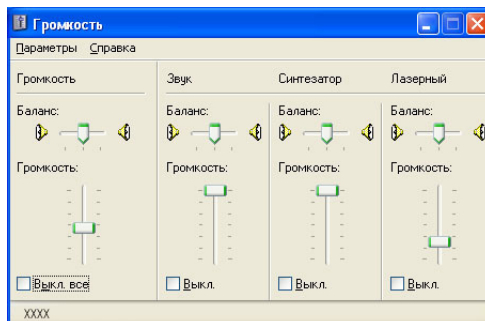 Громкость
Параметры Справка
Громкость Звук Синтезатор Лазерный
Баланс: Баланс: Баланс: Баланс:
Громкость: Громкость: Громкость: Громкость:
Выкл. все Выкл. Выкл. Выкл.
XXXX